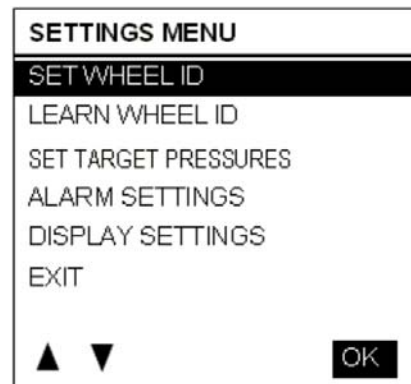 SETTINGS MENU
SET WHEEL ID
LEARN WHEEL ID
SET TARGET PRESSURES
ALARM SETTINGS
DISPLAY SETTINGS
EXIT
▲ ▼ OK